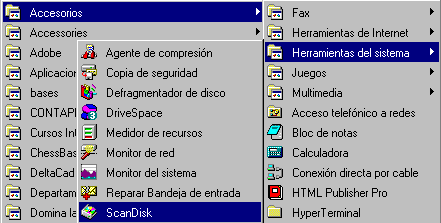 Accesorios
Accessories
Adobe
Aplicacion
bases
CONTAPI
Cursos Int
ChessBas
DeltaCad
Departam
Domina la
Agente de compresión
Copia de seguridad
Defragmentador de disco
DriveSpace
Medidor de recursos
Monitor de red
Monitor del sistema
Reparar Bandeja de entrada
ScanDisk
Fax
Herramientas de Internet
Herramientas del sistema
Juegos
Multimedia
Acceso telefónico a redes
Bloc de notas
Calculadora
Conexión directa por cable
HTML Publisher Pro
HyperTerminal